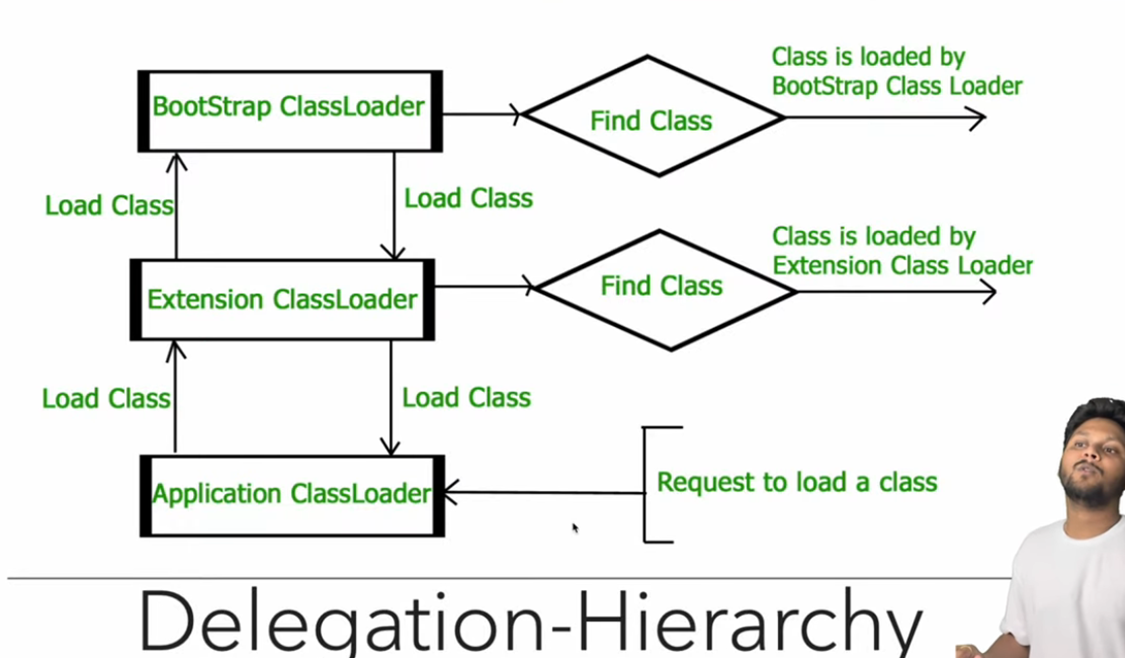 Class is loaded by
BootStrap Class Loader
BootStrap ClassLoader
Find Class
Load Class
Load Class
Class is loaded by
Extension Class Loader
Extension ClassLoader
Find Class
Load Class
Load Class
Request to load a class
Application ClassLoader
Delegation-Hierarchy